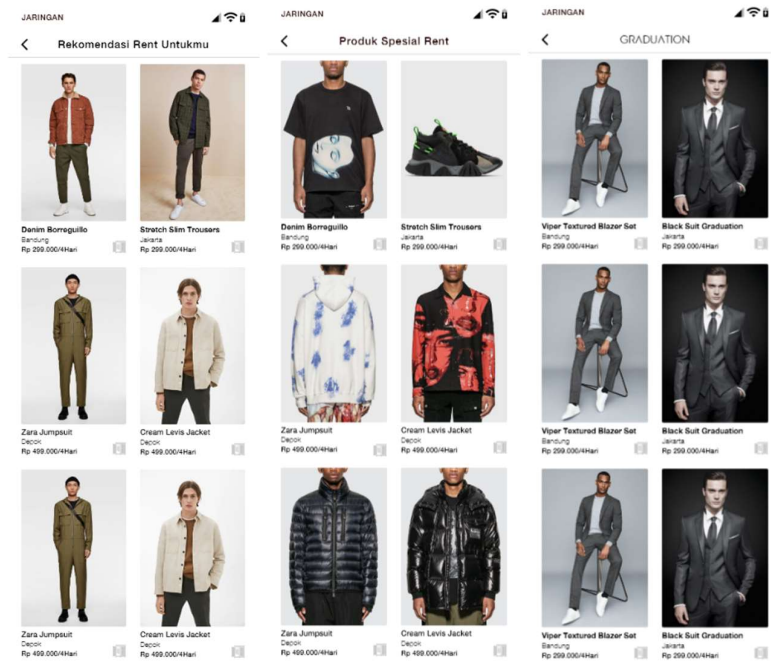 JARINGAN
Rekomendasi Rent Untukmu
Denim Borreguillo
Bandung
Rp 299.000/4Hari
Stretch Slim Trousers
Jakarta
Rp 299.000/4Hari
Zara Jumpsuit
Depok
Rp 499.000/4Hari
Cream Levis Jacket
Depok
Rp 499.000/4Hari
Zara Jumpsuit
Depok
Rp 499.000/4Hari
Cream Levis Jacket
Depok
Rp 499.000/4Hari
JARINGAN
Produk Spesial Rent
Denim Borreguillo
Bandung
Rp 299.000/4Hari
Stretch Slim Trousers
Jakarta
Rp 299.000/4Hari
Zara Jumpsuit
Depok
Rp 499.000/4Hari
Cream Levis Jacket
Depok
Rp 499.000/4Hari
Zara Jumpsuit
Depok
Rp 499.000/4Hari
Cream Levis Jacket
Depok
Rp 499.000/4Hari
JARINGAN
GRADUATION
Viper Textured Blazer Set
Bandung
Rp 299.000/4Hari
Black Suit Graduation
Jakarta
Rp 299.000/4Hari
Viper Textured Blazer Set
Bandung
Rp 299.000/4Hari
Black Suit Graduation
Jakarta
Rp 299.000/4Hari
Viper Textured Blazer Set
Bandung
Rp 299.000/4Hari
Black Suit Graduation
Jakarta
Rp 299.000/4Hari